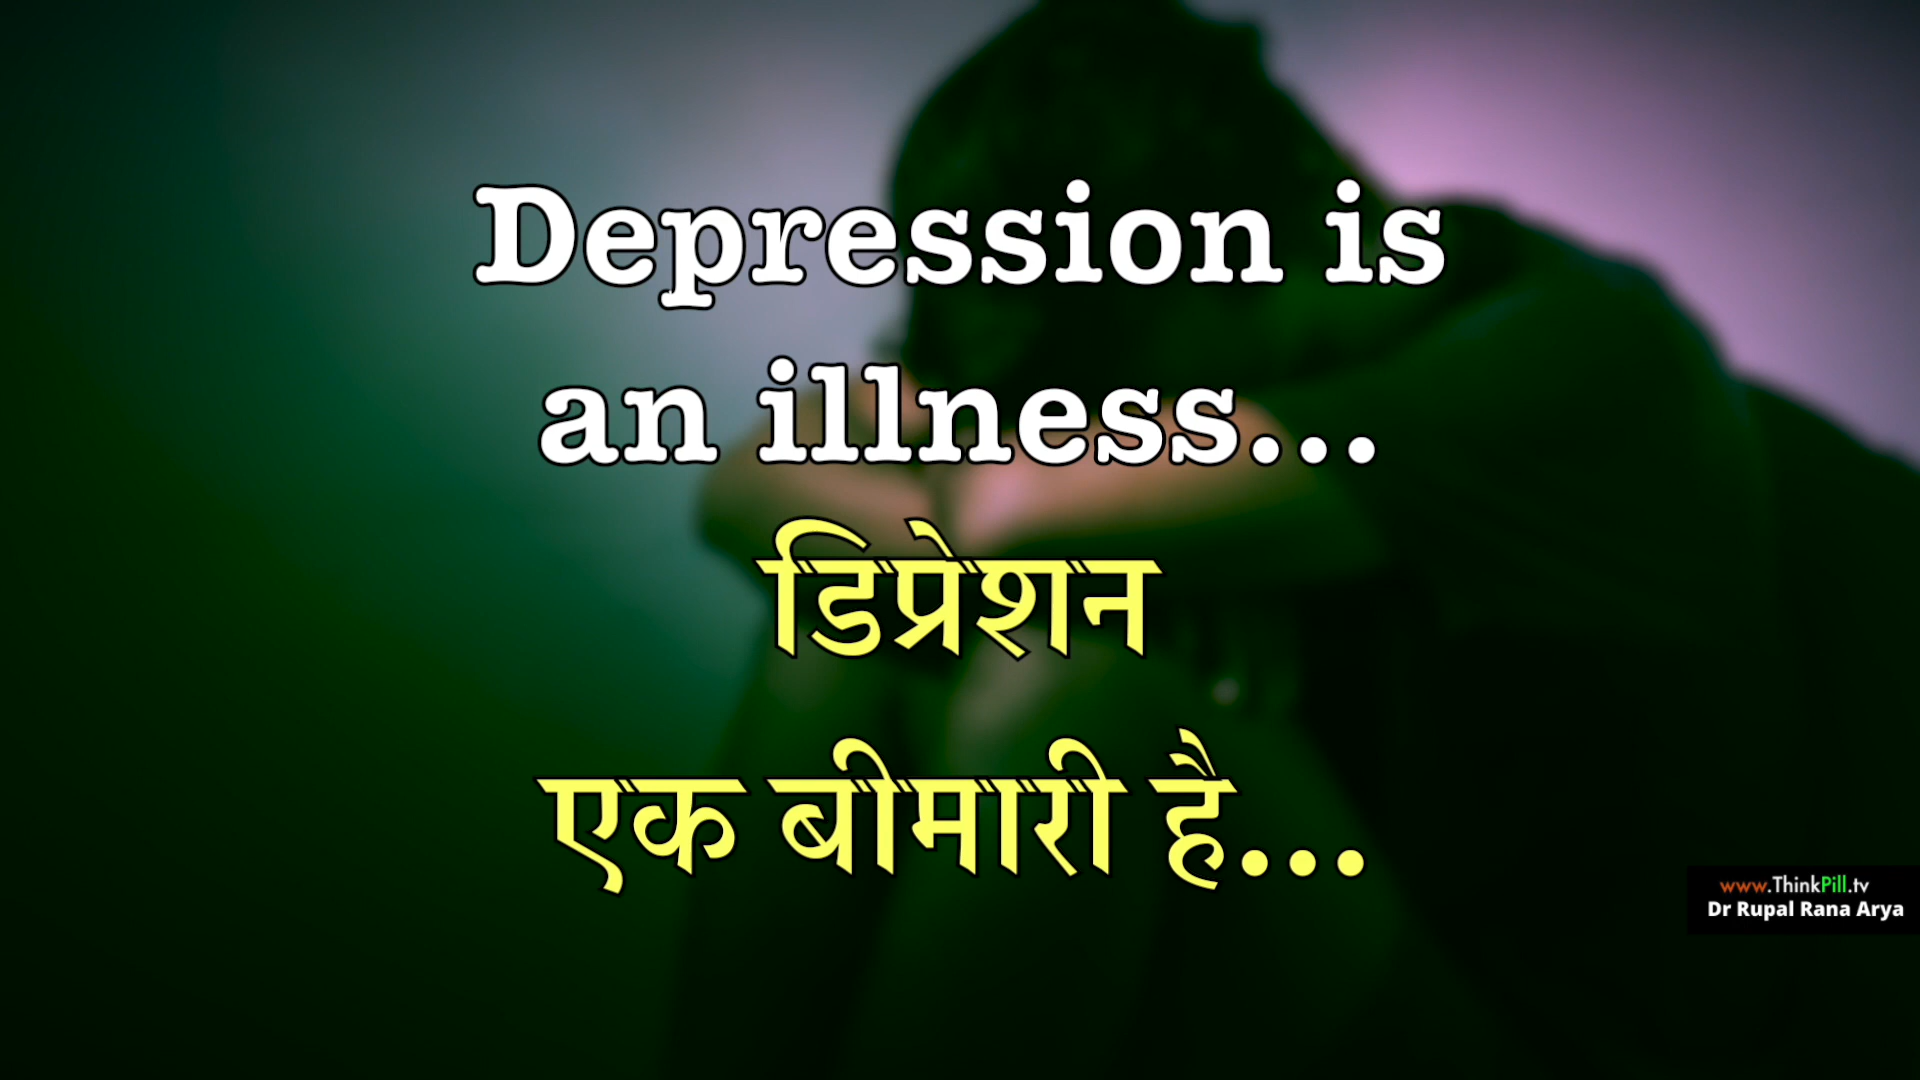 Depression is
an illness...
डिप्रेशन
एक बीमारी है...
www.ThinkPill.tv
Dr Rupal Rana Arya